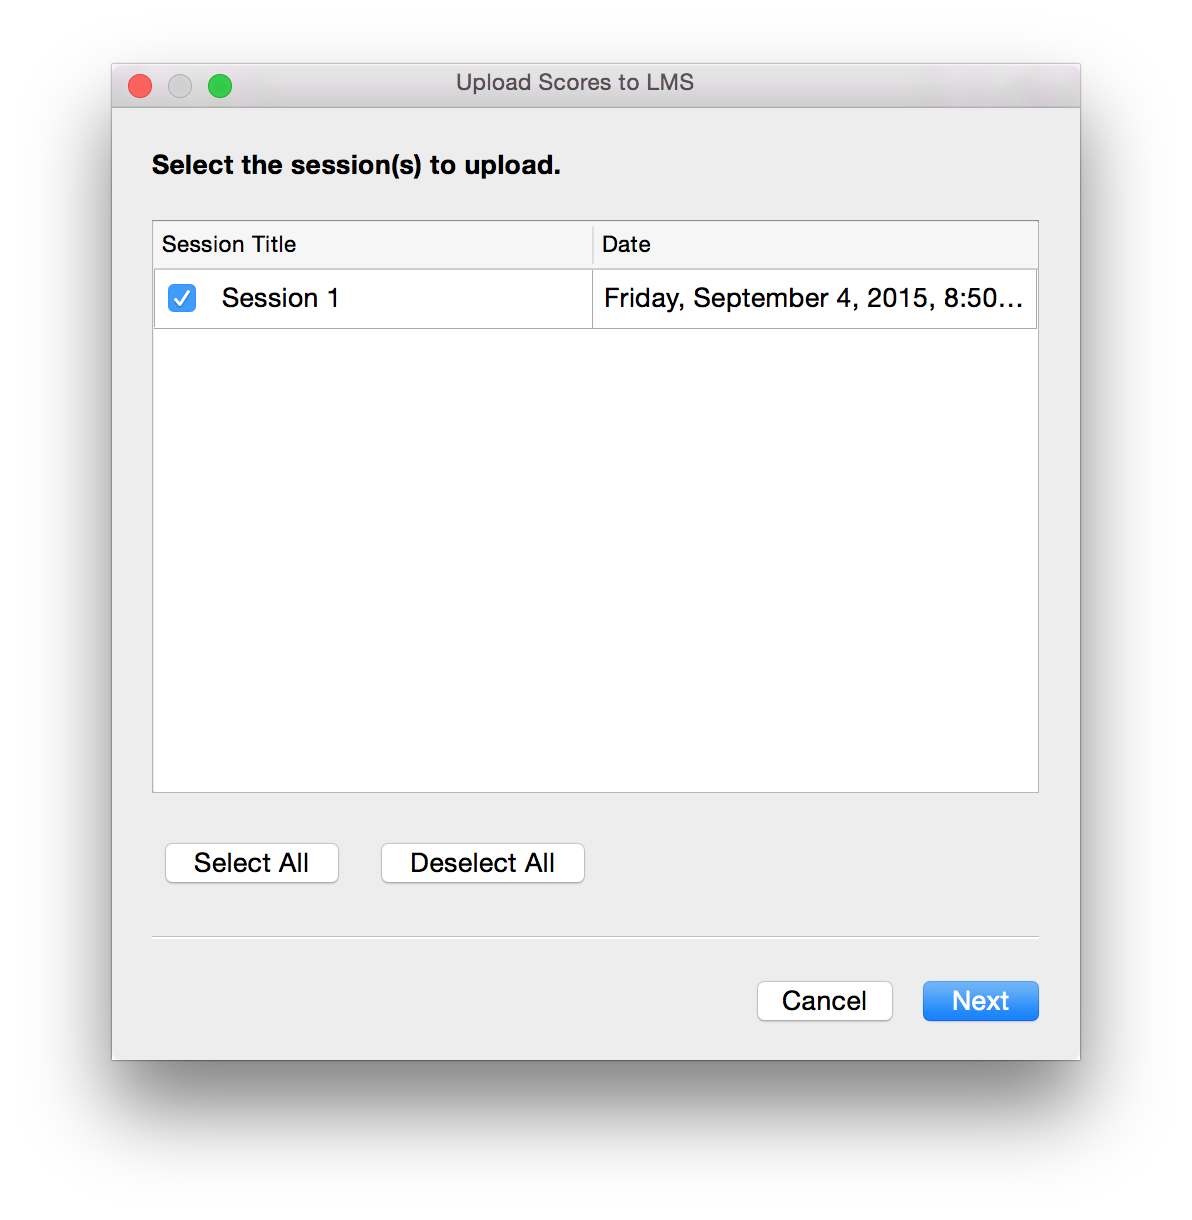 Upload Scores to LMS
Select the session(s) to upload.
Session Title Date
Session 1 Friday, September 4, 2015, 8:50…
Select All Deselect All
Cancel Next